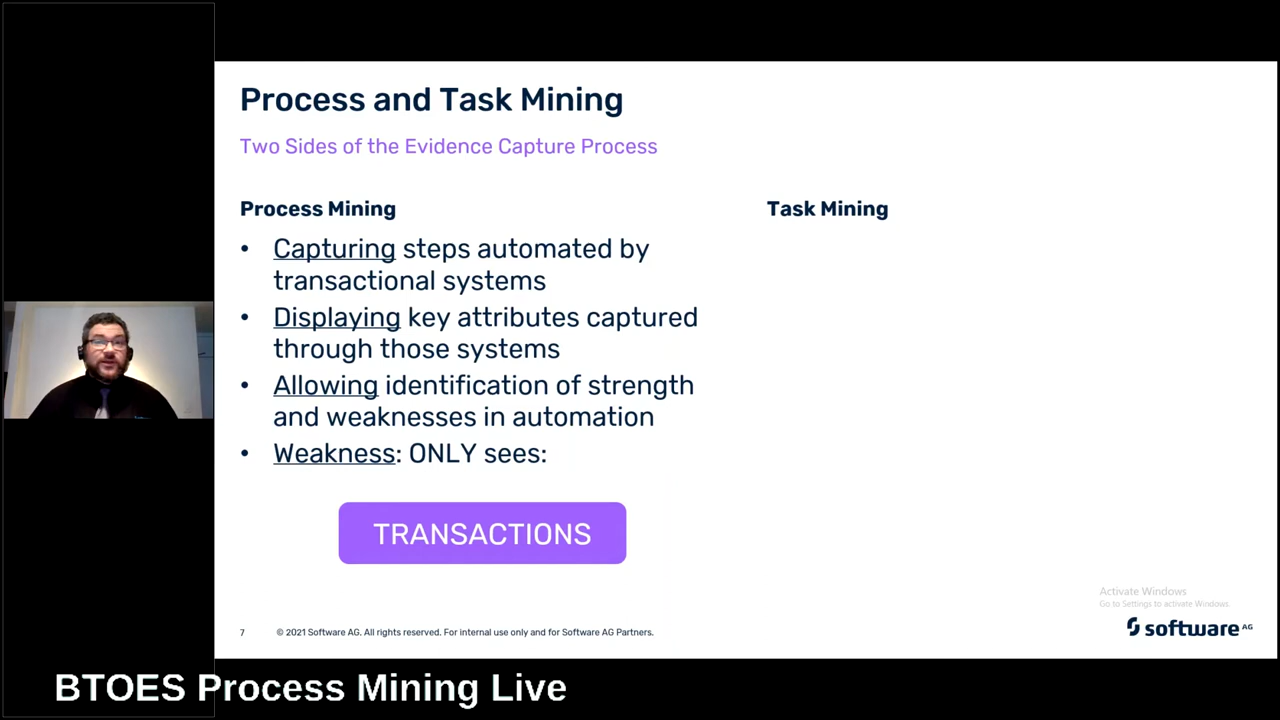 Process and Task Mining
Two Sides of the Evidence Capture Process
Process Mining
• Capturing steps automated by
transactional systems
• Displaying key attributes captured
through those systems
• Allowing identification of strength
and weaknesses in automation
• Weakness: ONLY sees:
TRANSACTIONS
Task Mining
Activate Windows
Go to Settings to activate Windows.
7 © 2021 Software AG. All rights reserved. For internal use only and for Software AG Partners.
software AG
BTOES Process Mining Live